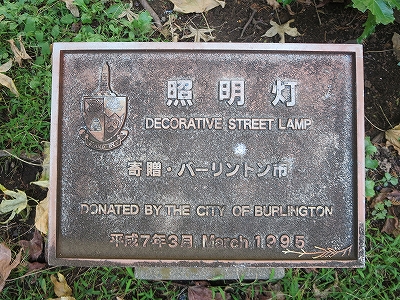 照明灯
DECORATIVE STREET LAMP
寄贈・バーリントン市
DONATED BY THE CITY OF BURLINGTON
平成7年3月 March 1995